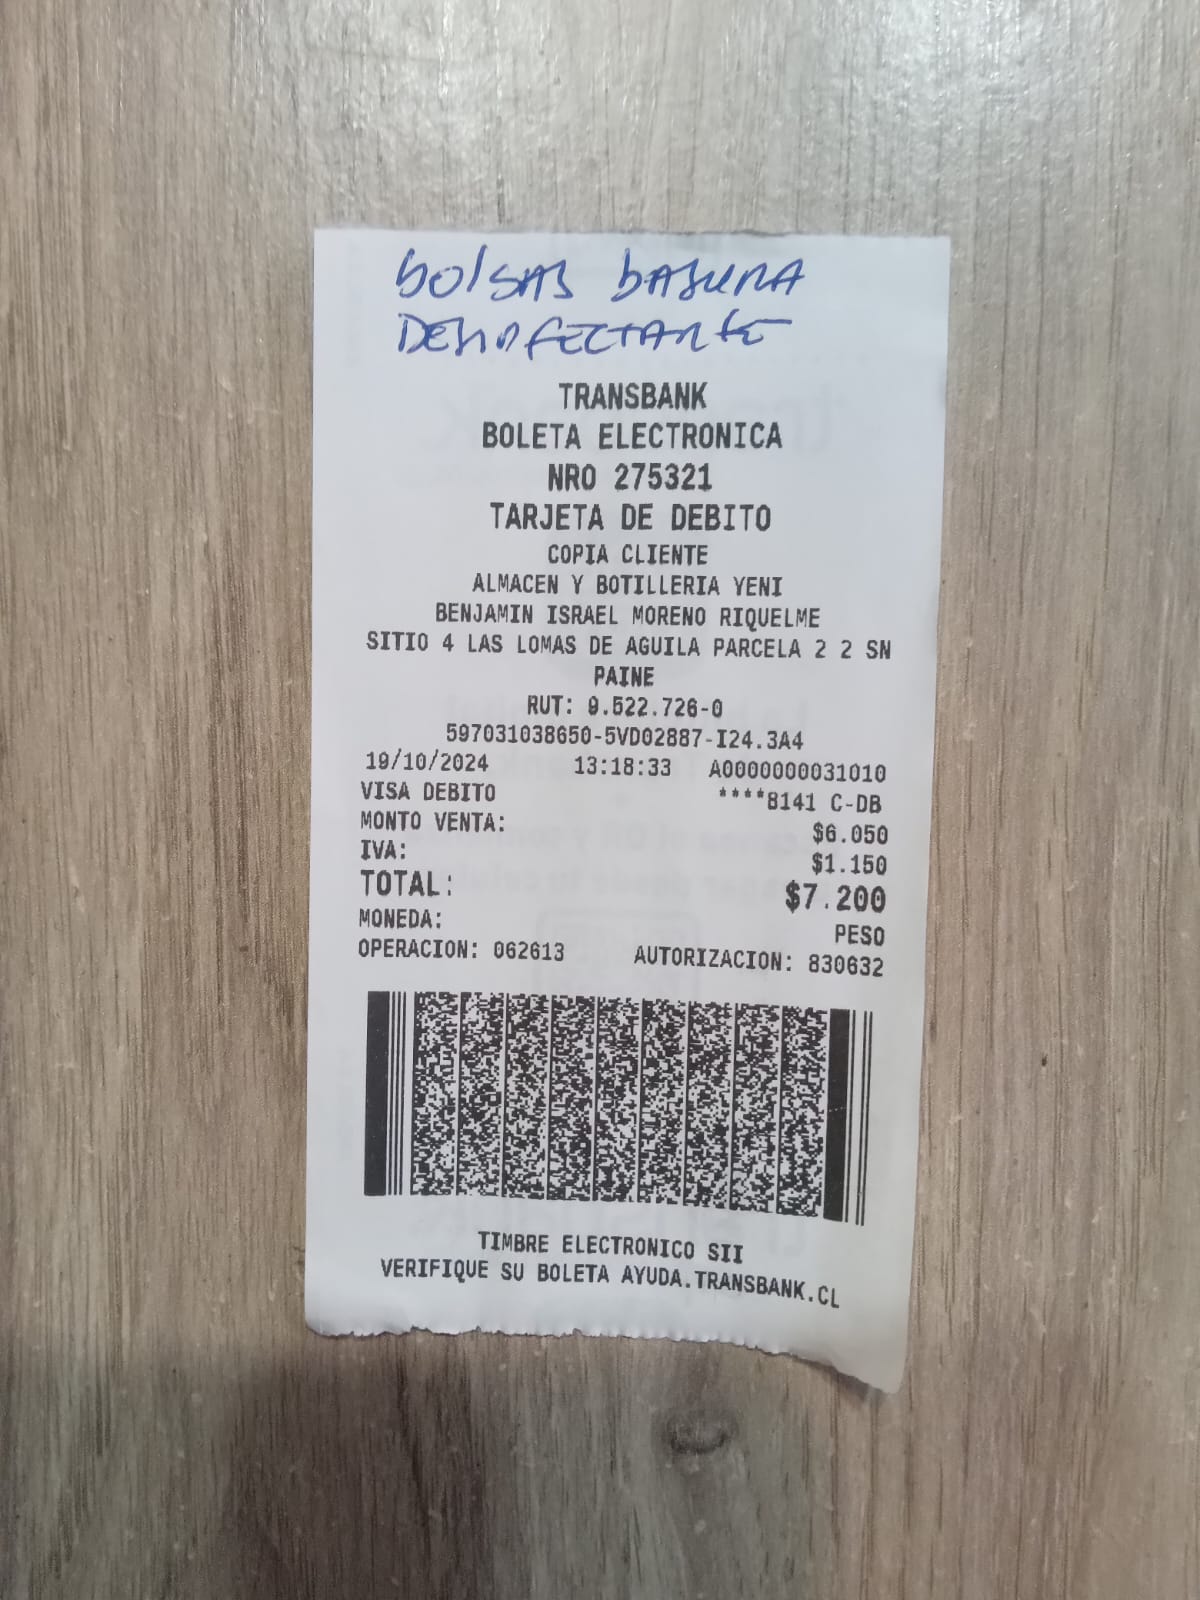 bolsas basura
Desinfectante
TRANSBANK
BOLETA ELECTRONICA
NRO 275321
TARJETA DE DEBITO
COPIA CLIENTE
ALMACEN Y BOTILLERIA YENI
BENJAMIN ISRAEL MORENO RIQUELME
SITIO 4 LAS LOMAS DE AGUILA PARCELA 2 2 SN
PAINE
RUT: 9.522.726-0
597031038650-5VD02887-I24.3A4
19/10/2024 13:18:33 A0000000031010
VISA DEBITO ****8141 C-DB
MONTO VENTA: $6.050
IVA: $1.150
TOTAL: $7.200
MONEDA: PESO
OPERACION: 062613 AUTORIZACION: 830632
TIMBRE ELECTRONICO SII
VERIFIQUE SU BOLETA AYUDA.TRANSBANK.CL